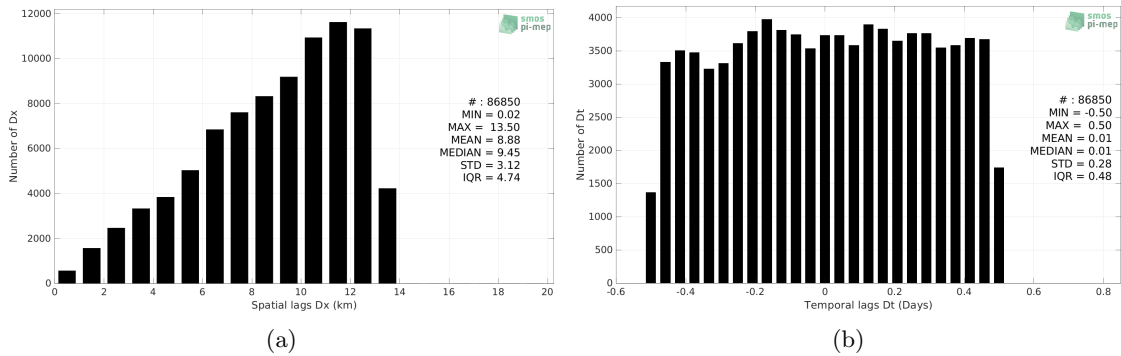 12000
10000
8000
6000
4000
2000
0
Number of Dx
smos
pi-mep
# : 86850
MIN = 0.02
MAX = 13.50
MEAN = 8.88
MEDIAN = 9.45
STD = 3.12
IQR = 4.74
0 2 4 6 8 10 12 14 16 18 20
Spatial lags Dx (km)
(a)
4000
3500
3000
2500
2000
1500
1000
500
0
Number of Dt
smos
pi-mep
# : 86850
MIN = -0.50
MAX = 0.50
MEAN = 0.01
MEDIAN = 0.01
STD = 0.28
IQR = 0.48
-0.6 -0.4 -0.2 0 0.2 0.4 0.6 0.8
Temporal lags Dt (Days)
(b)